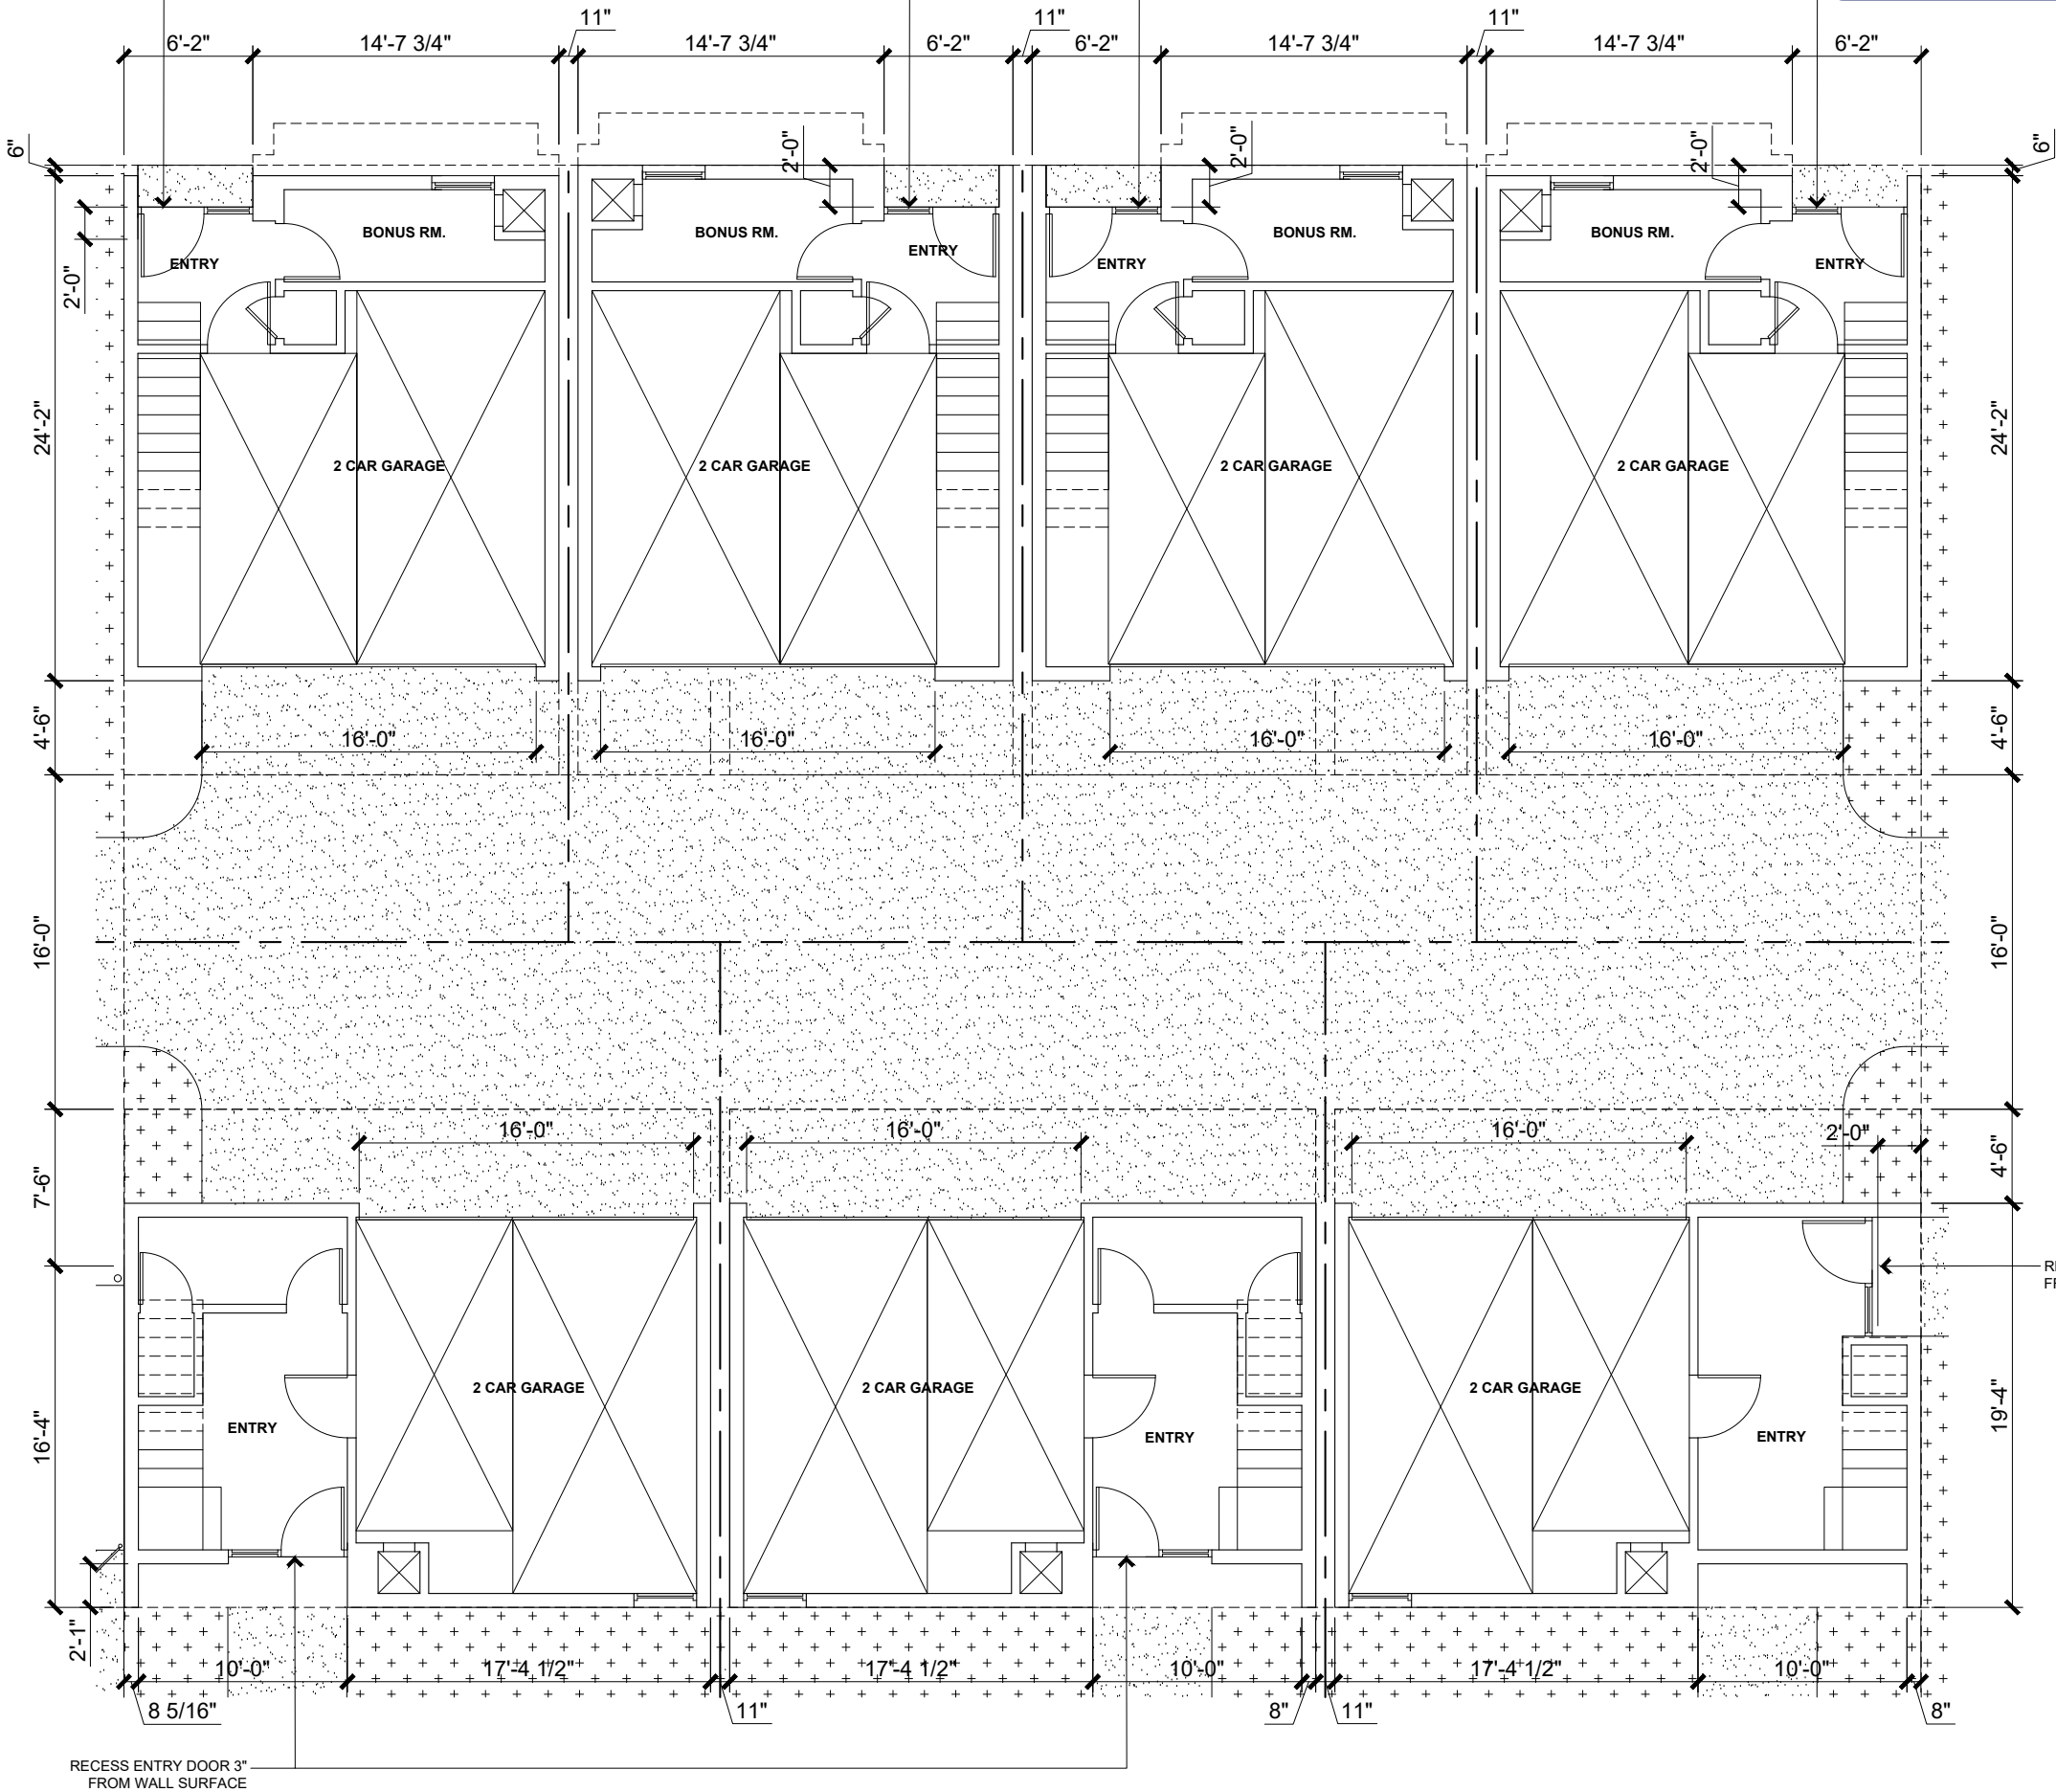 11" 11" 11"
6'-2" 14'-7 3/4" 14'-7 3/4" 6'-2" 6'-2" 14'-7 3/4" 14'-7 3/4" 6'-2"
6" 2'-0" 2'-0" 2'-0" 6"
BONUS RM. BONUS RM. BONUS RM. BONUS RM.
ENTRY ENTRY ENTRY ENTRY
2'-0"
24'-2" 24'-2"
2 CAR GARAGE 2 CAR GARAGE 2 CAR GARAGE 2 CAR GARAGE
4'-6" 4'-6"
16'-0" 16'-0" 16'-0" 16'-0"
16'-0" 16'-0"
16'-0" 16'-0" 16'-0" 2'-0"
7'-6" 4'-6"
2 CAR GARAGE 2 CAR GARAGE 2 CAR GARAGE
16'-4" 19'-4"
ENTRY ENTRY ENTRY
2'-1"
10'-0" 17'-4 1/2" 17'-4 1/2" 10'-0" 17'-4 1/2" 10'-0"
8 5/16" 11" 8" 11" 8"
RECESS ENTRY DOOR 3"
FROM WALL SURFACE